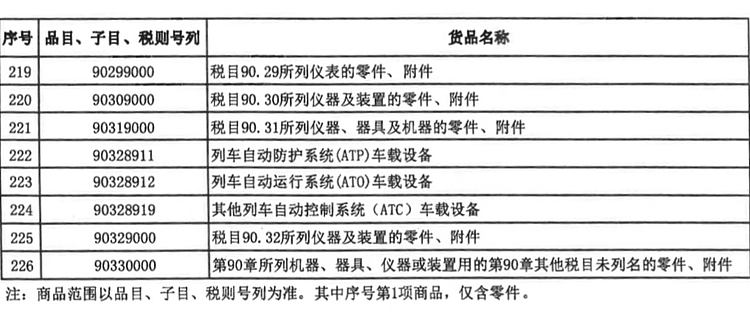 序号 品目、子目、税则号列 货品名称
219 90299000 税目90.29所列仪表的零件、附件
220 90309000 税目90.30所列仪器及装置的零件、附件
221 90319000 税目90.31所列仪器、器具及机器的零件、附件
222 90328911 列车自动防护系统(ATP)车载设备
223 90328912 列车自动运行系统(ATO)车载设备
224 90328919 其他列车自动控制系统（ATC）车载设备
225 90329000 税目90.32所列仪器及装置的零件、附件
226 90330000 第90章所列机器、器具、仪器或装置用的第90章其他税目未列名的零件、附件
注：商品范围以品目、子目、税则号列为准。其中序号第1项商品，仅含零件。